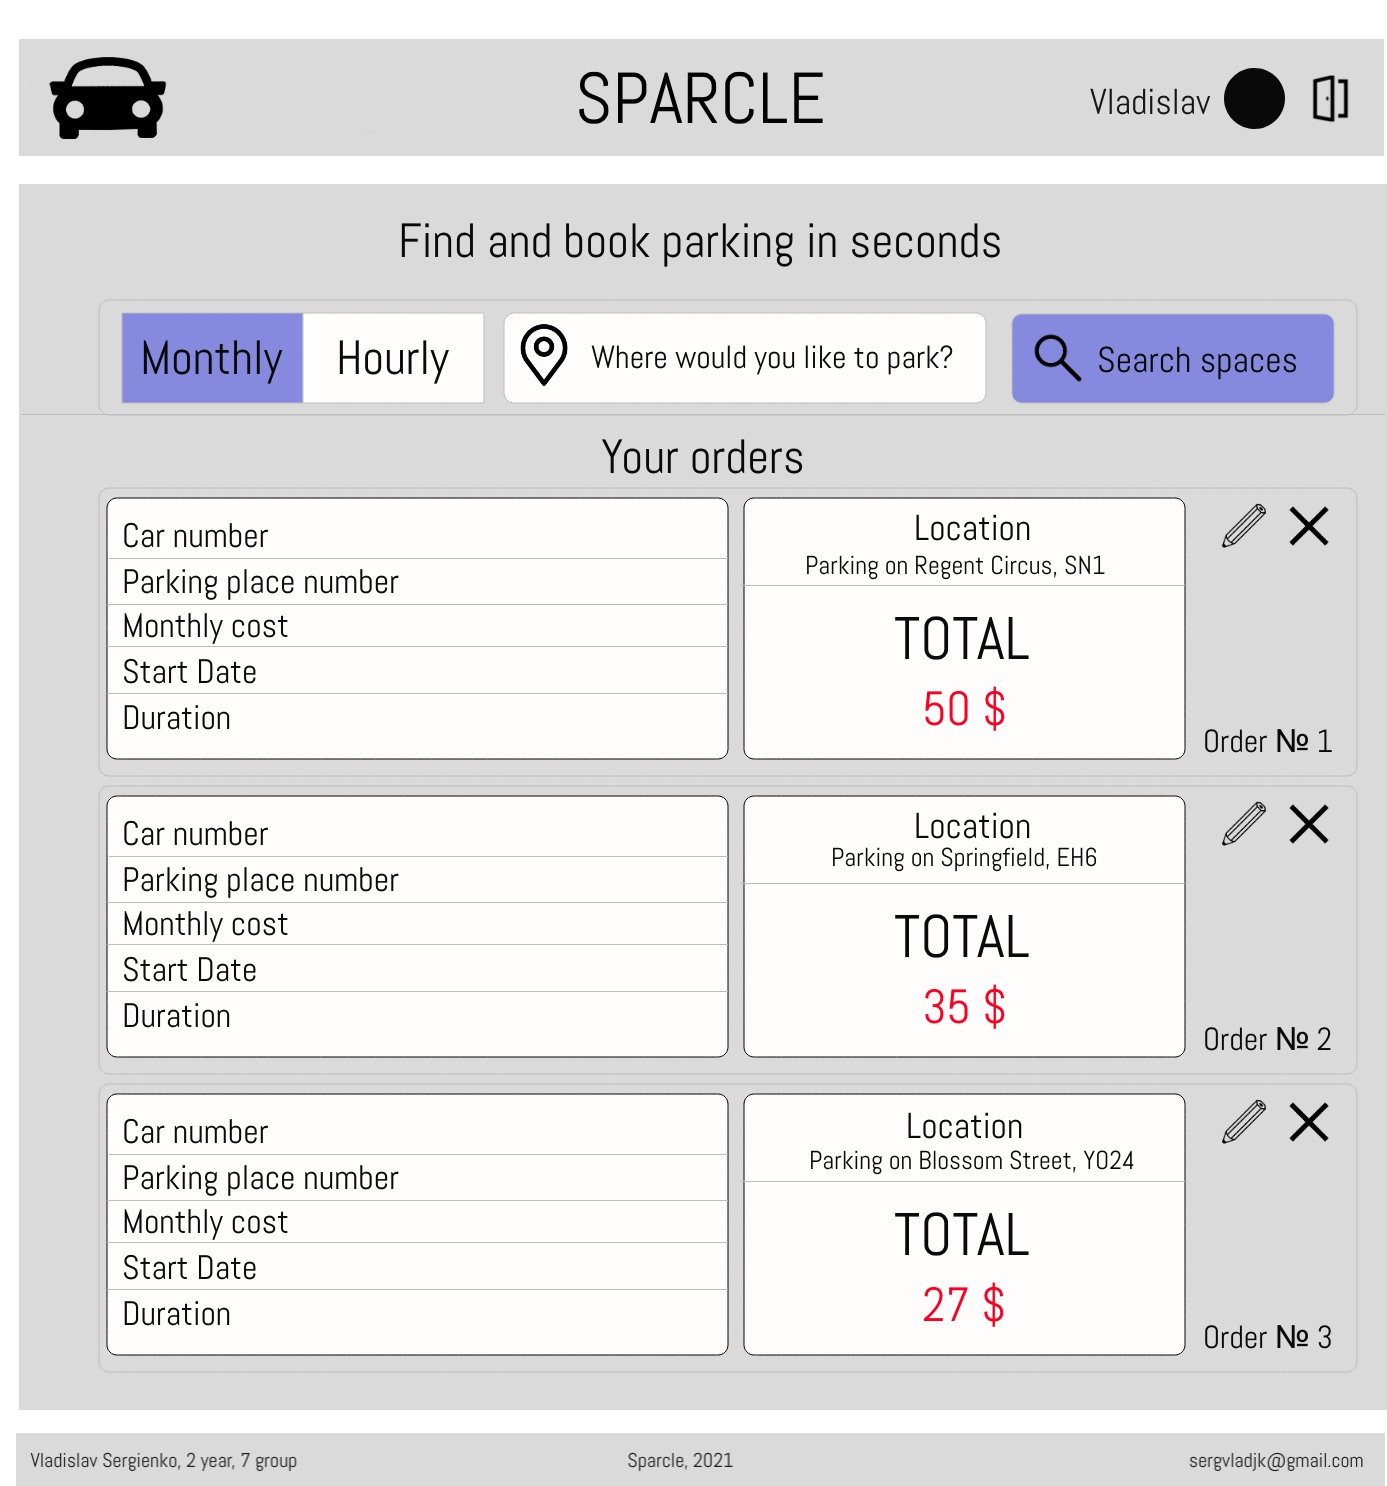 SPARCLE
Vladislav
Find and book parking in seconds
Monthly
Hourly
Where would you like to park?
Search spaces
Your orders
Car number
Parking place number
Monthly cost
Start Date
Duration
Location
Parking on Regent Circus, SN1
TOTAL
50 $
Order № 1
Car number
Parking place number
Monthly cost
Start Date
Duration
Location
Parking on Springfield, EH6
TOTAL
35 $
Order № 2
Car number
Parking place number
Monthly cost
Start Date
Duration
Location
Parking on Blossom Street, YO24
TOTAL
27 $
Order № 3
Vladislav Sergienko, 2 year, 7 group
Sparcle, 2021
sergvladjk@gmail.com